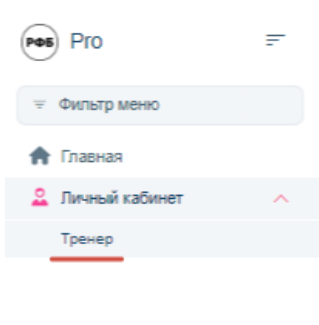 РФБ Pro
Фильтр меню
Главная
Личный кабинет
Тренер